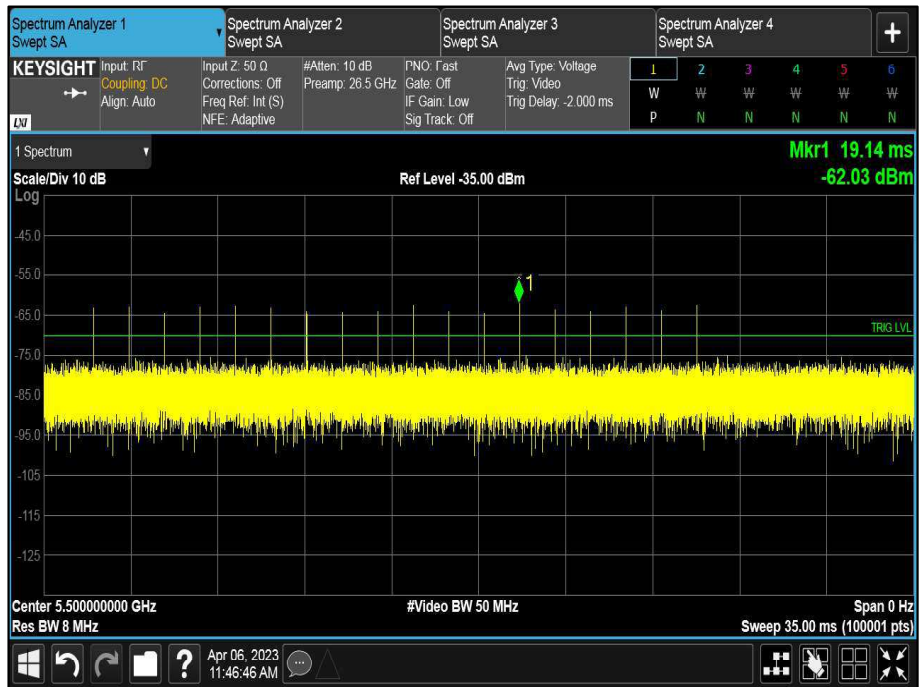 Spectrum Analyzer 1
Swept SA
Spectrum Analyzer 2
Swept SA
Spectrum Analyzer 3
Swept SA
Spectrum Analyzer 4
Swept SA
KEYSIGHT
Input: RF
Coupling: DC
Align: Auto
Input Z: 50 Ω
Corrections: Off
Freq Ref: Int (S)
NFE: Adaptive
#Atten: 10 dB
Preamp: 26.5 GHz
PNO: Fast
Gate: Off
IF Gain: Low
Sig Track: Off
Avg Type: Voltage
Trig: Video
Trig Delay: -2.000 ms
1 2 3 4 5 6
W W W W W W
P N N N N N
LXI
1 Spectrum
Mkr1 19.14 ms
Scale/Div 10 dB
Ref Level -35.00 dBm
-62.03 dBm
Log
-45.0
-55.0
1
-65.0
TRIG LVL
-75.0
-85.0
-95.0
-105
-115
-125
Center 5.500000000 GHz
#Video BW 50 MHz
Span 0 Hz
Res BW 8 MHz
Sweep 35.00 ms (100001 pts)
Apr 06, 2023
11:46:46 AM